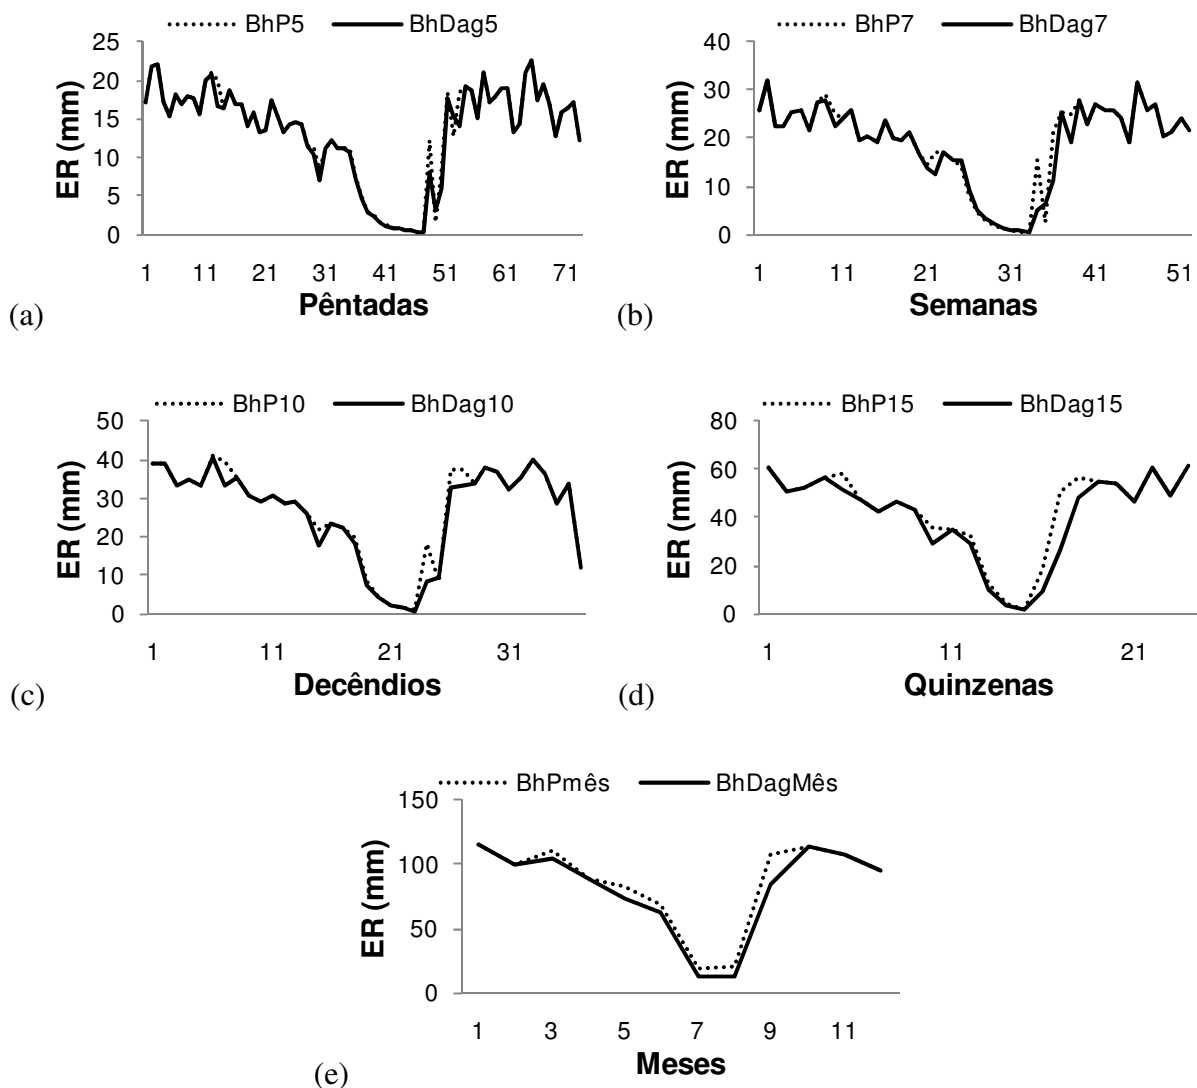 BhP5 BhDag5
25
20
15
10
5
0
ER (mm)
1 11 21 31 41 51 61 71
Pêntadas
(a)
BhP7 BhDag7
40
30
20
10
0
ER (mm)
1 11 21 31 41 51
Semanas
(b)
BhP10 BhDag10
50
40
30
20
10
0
ER (mm)
1 11 21 31
Decêndios
(c)
BhP15 BhDag15
80
60
40
20
0
ER (mm)
1 11 21
Quinzenas
(d)
BhPmês BhDagMês
150
100
50
0
ER (mm)
1 3 5 7 9 11
Meses
(e)